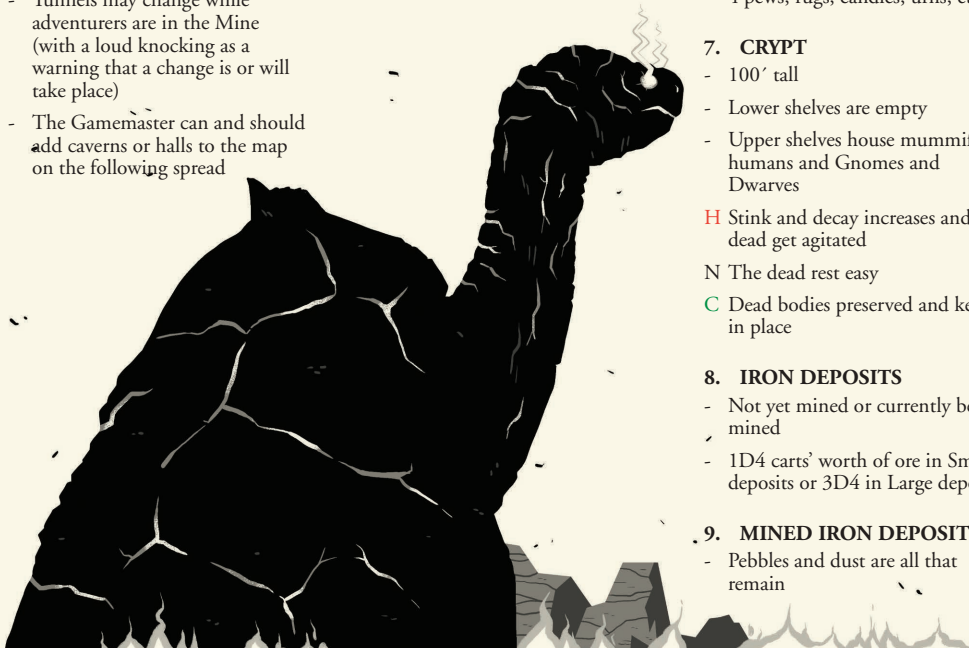 - Tunnels may change while
adventurers are in the Mine
(with a loud knocking as a
warning that a change is or will
take place)
- The Gamemaster can and should
add caverns or halls to the map
on the following spread
7. CRYPT
- 100´ tall
- Lower shelves are empty
- Upper shelves house mummif
humans and Gnomes and
Dwarves
H Stink and decay increases and
dead get agitated
N The dead rest easy
C Dead bodies preserved and ke
in place
8. IRON DEPOSITS
- Not yet mined or currently be
mined
- 1D4 carts’ worth of ore in Sm
deposits or 3D4 in Large depo
9. MINED IRON DEPOSIT
- Pebbles and dust are all that
remain